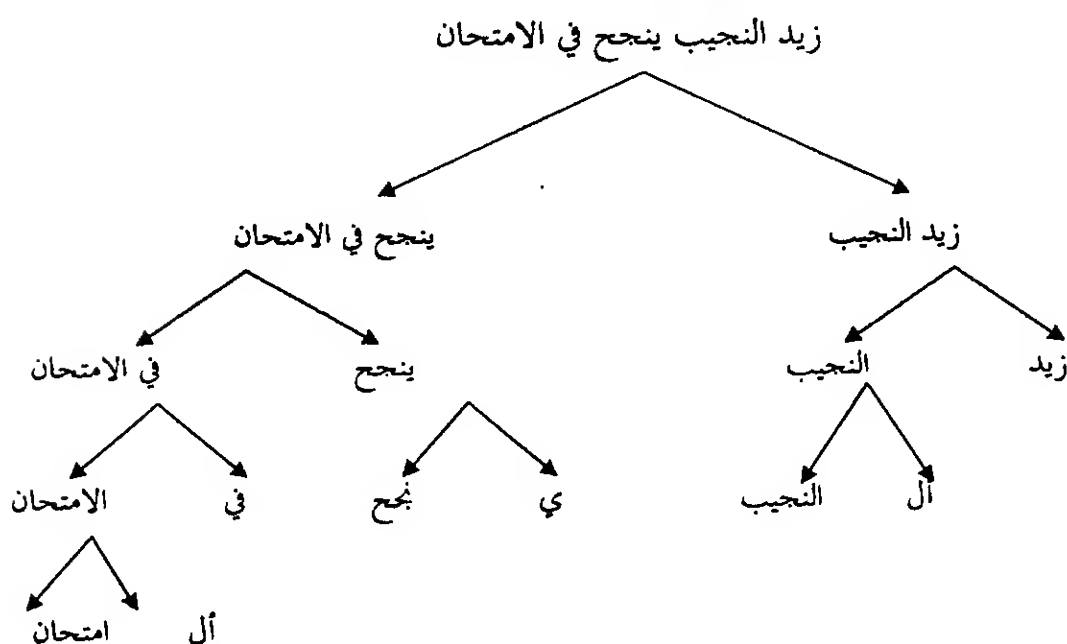 زيد النجيب ينجح في الامتحان
زيد النجيب ينجح في الامتحان
زيد النجيب ينجح في الامتحان
ال النجيب ي نجح في الامتحان
أل امتحان